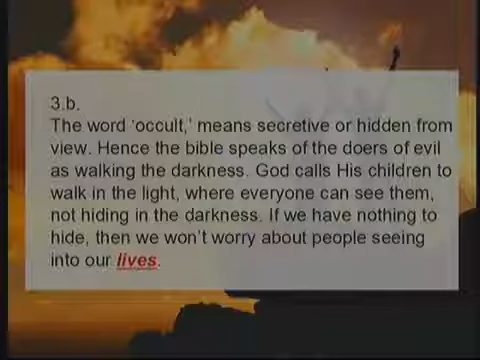 3.b.
The word ‘occult,’ means secretive or hidden from
view. Hence the bible speaks of the doers of evil
as walking the darkness. God calls His children to
walk in the light, where everyone can see them,
not hiding in the darkness. If we have nothing to
hide, then we won’t worry about people seeing
into our lives.